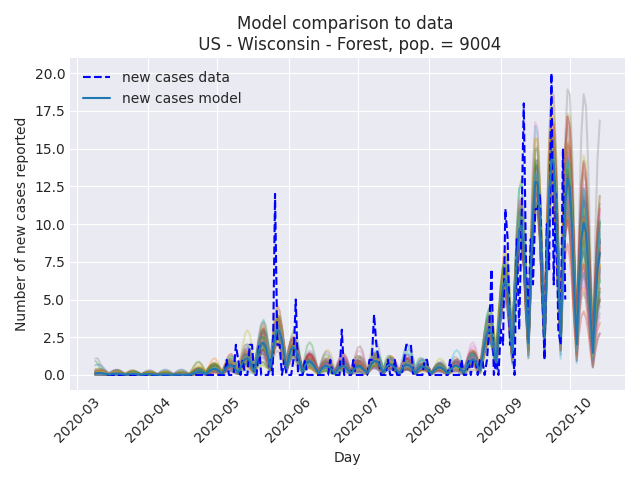 Model comparison to data
US - Wisconsin - Forest, pop. = 9004
new cases data
new cases model
Number of new cases reported
20.0
17.5
15.0
12.5
10.0
7.5
5.0
2.5
0.0
2020-03
2020-04
2020-05
2020-06
2020-07
2020-08
2020-09
2020-10
Day